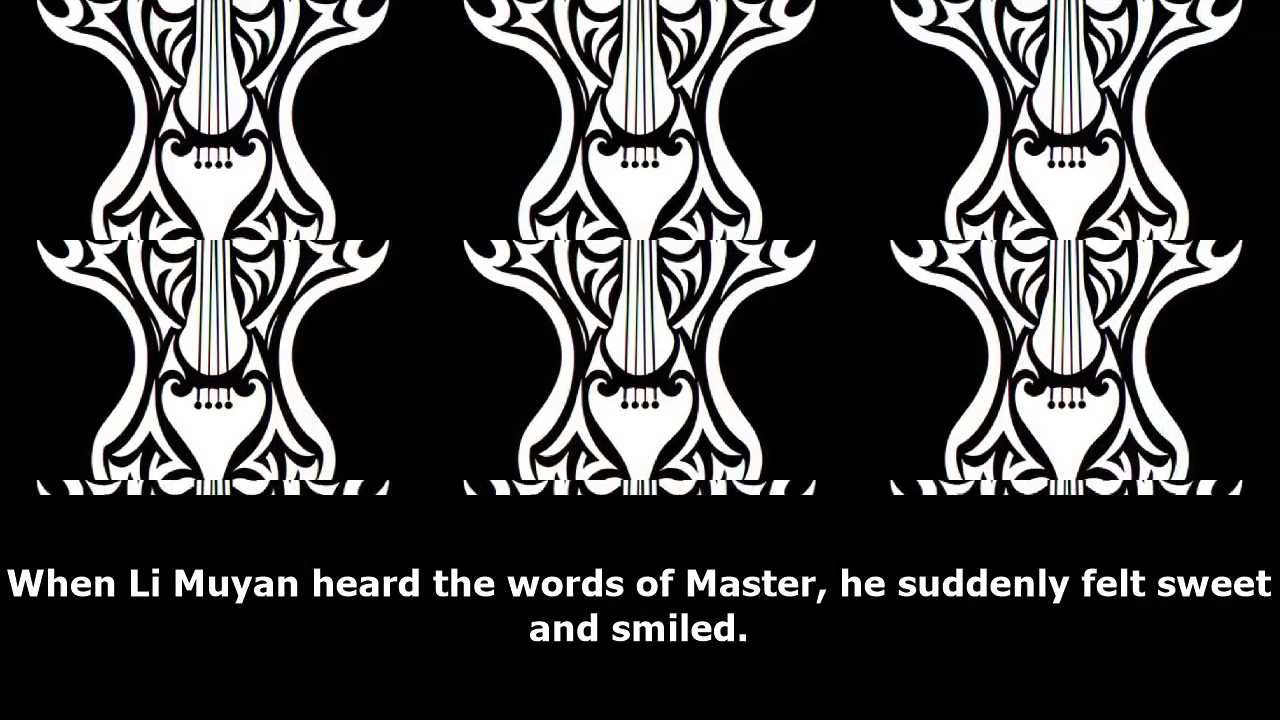 When Li Muyan heard the words of Master, he suddenly felt sweet
and smiled.